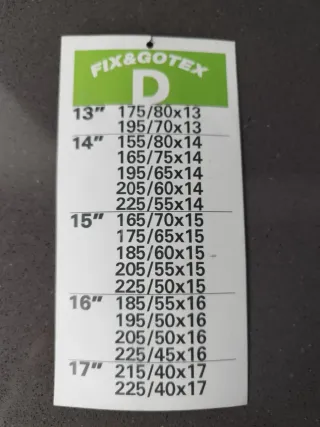 FIX&GOTEX
D
13” 175/80x13
195/70x13
14” 155/80x14
165/75x14
195/65x14
205/60x14
225/55x14
15” 165/70x15
175/65x15
185/60x15
205/55x15
225/50x15
16” 185/55x16
195/50x16
205/50x16
225/45x16
17” 215/40x17
225/40x17